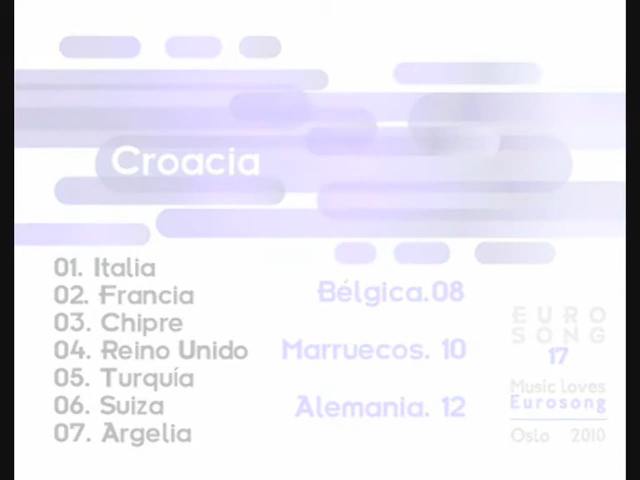 Croacia
01. Italia
02. Francia
03. Chipre
04. Reino Unido
05. Turquía
06. Suiza
07. Argelia
Bélgica.08
Marruecos. 10
Alemania. 12
EURO
SONG
17
Music loves
Eurosong
Oslo 2010